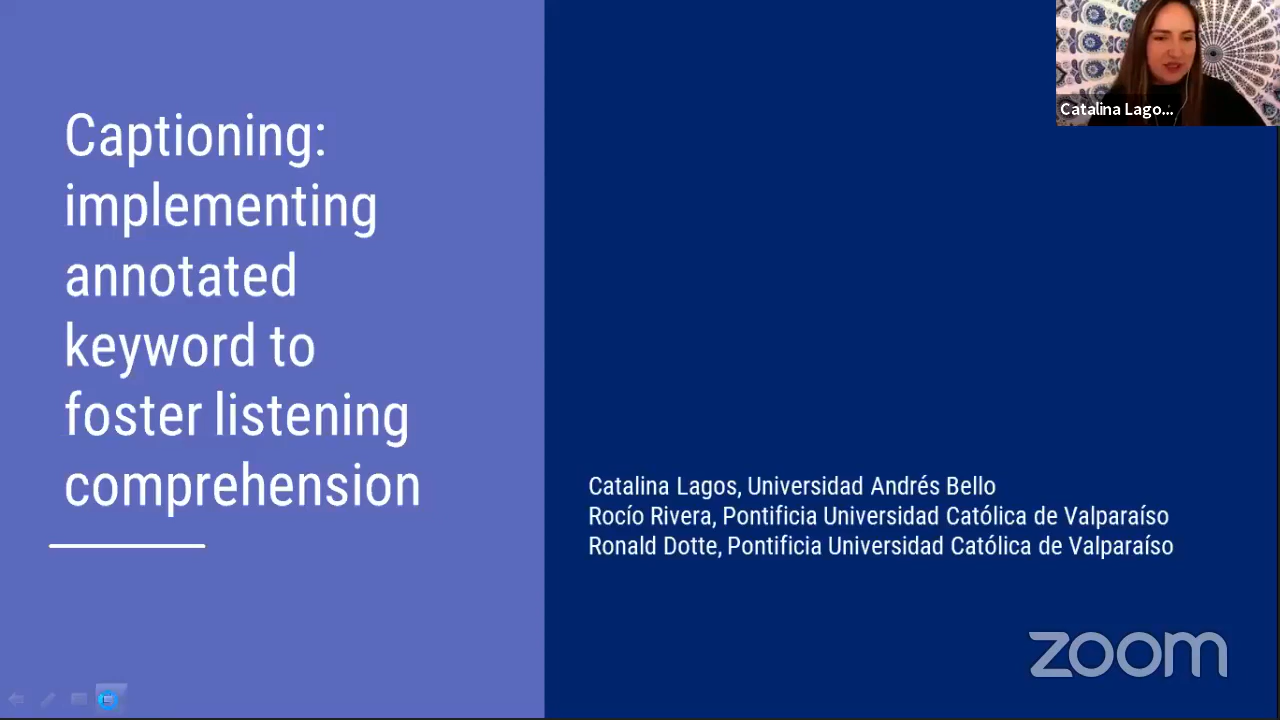 Captioning:
implementing
annotated
keyword to
foster listening
comprehension
Catalina Lago...
Catalina Lagos, Universidad Andrés Bello
Rocío Rivera, Pontificia Universidad Católica de Valparaíso
Ronald Dotte, Pontificia Universidad Católica de Valparaíso
zoom